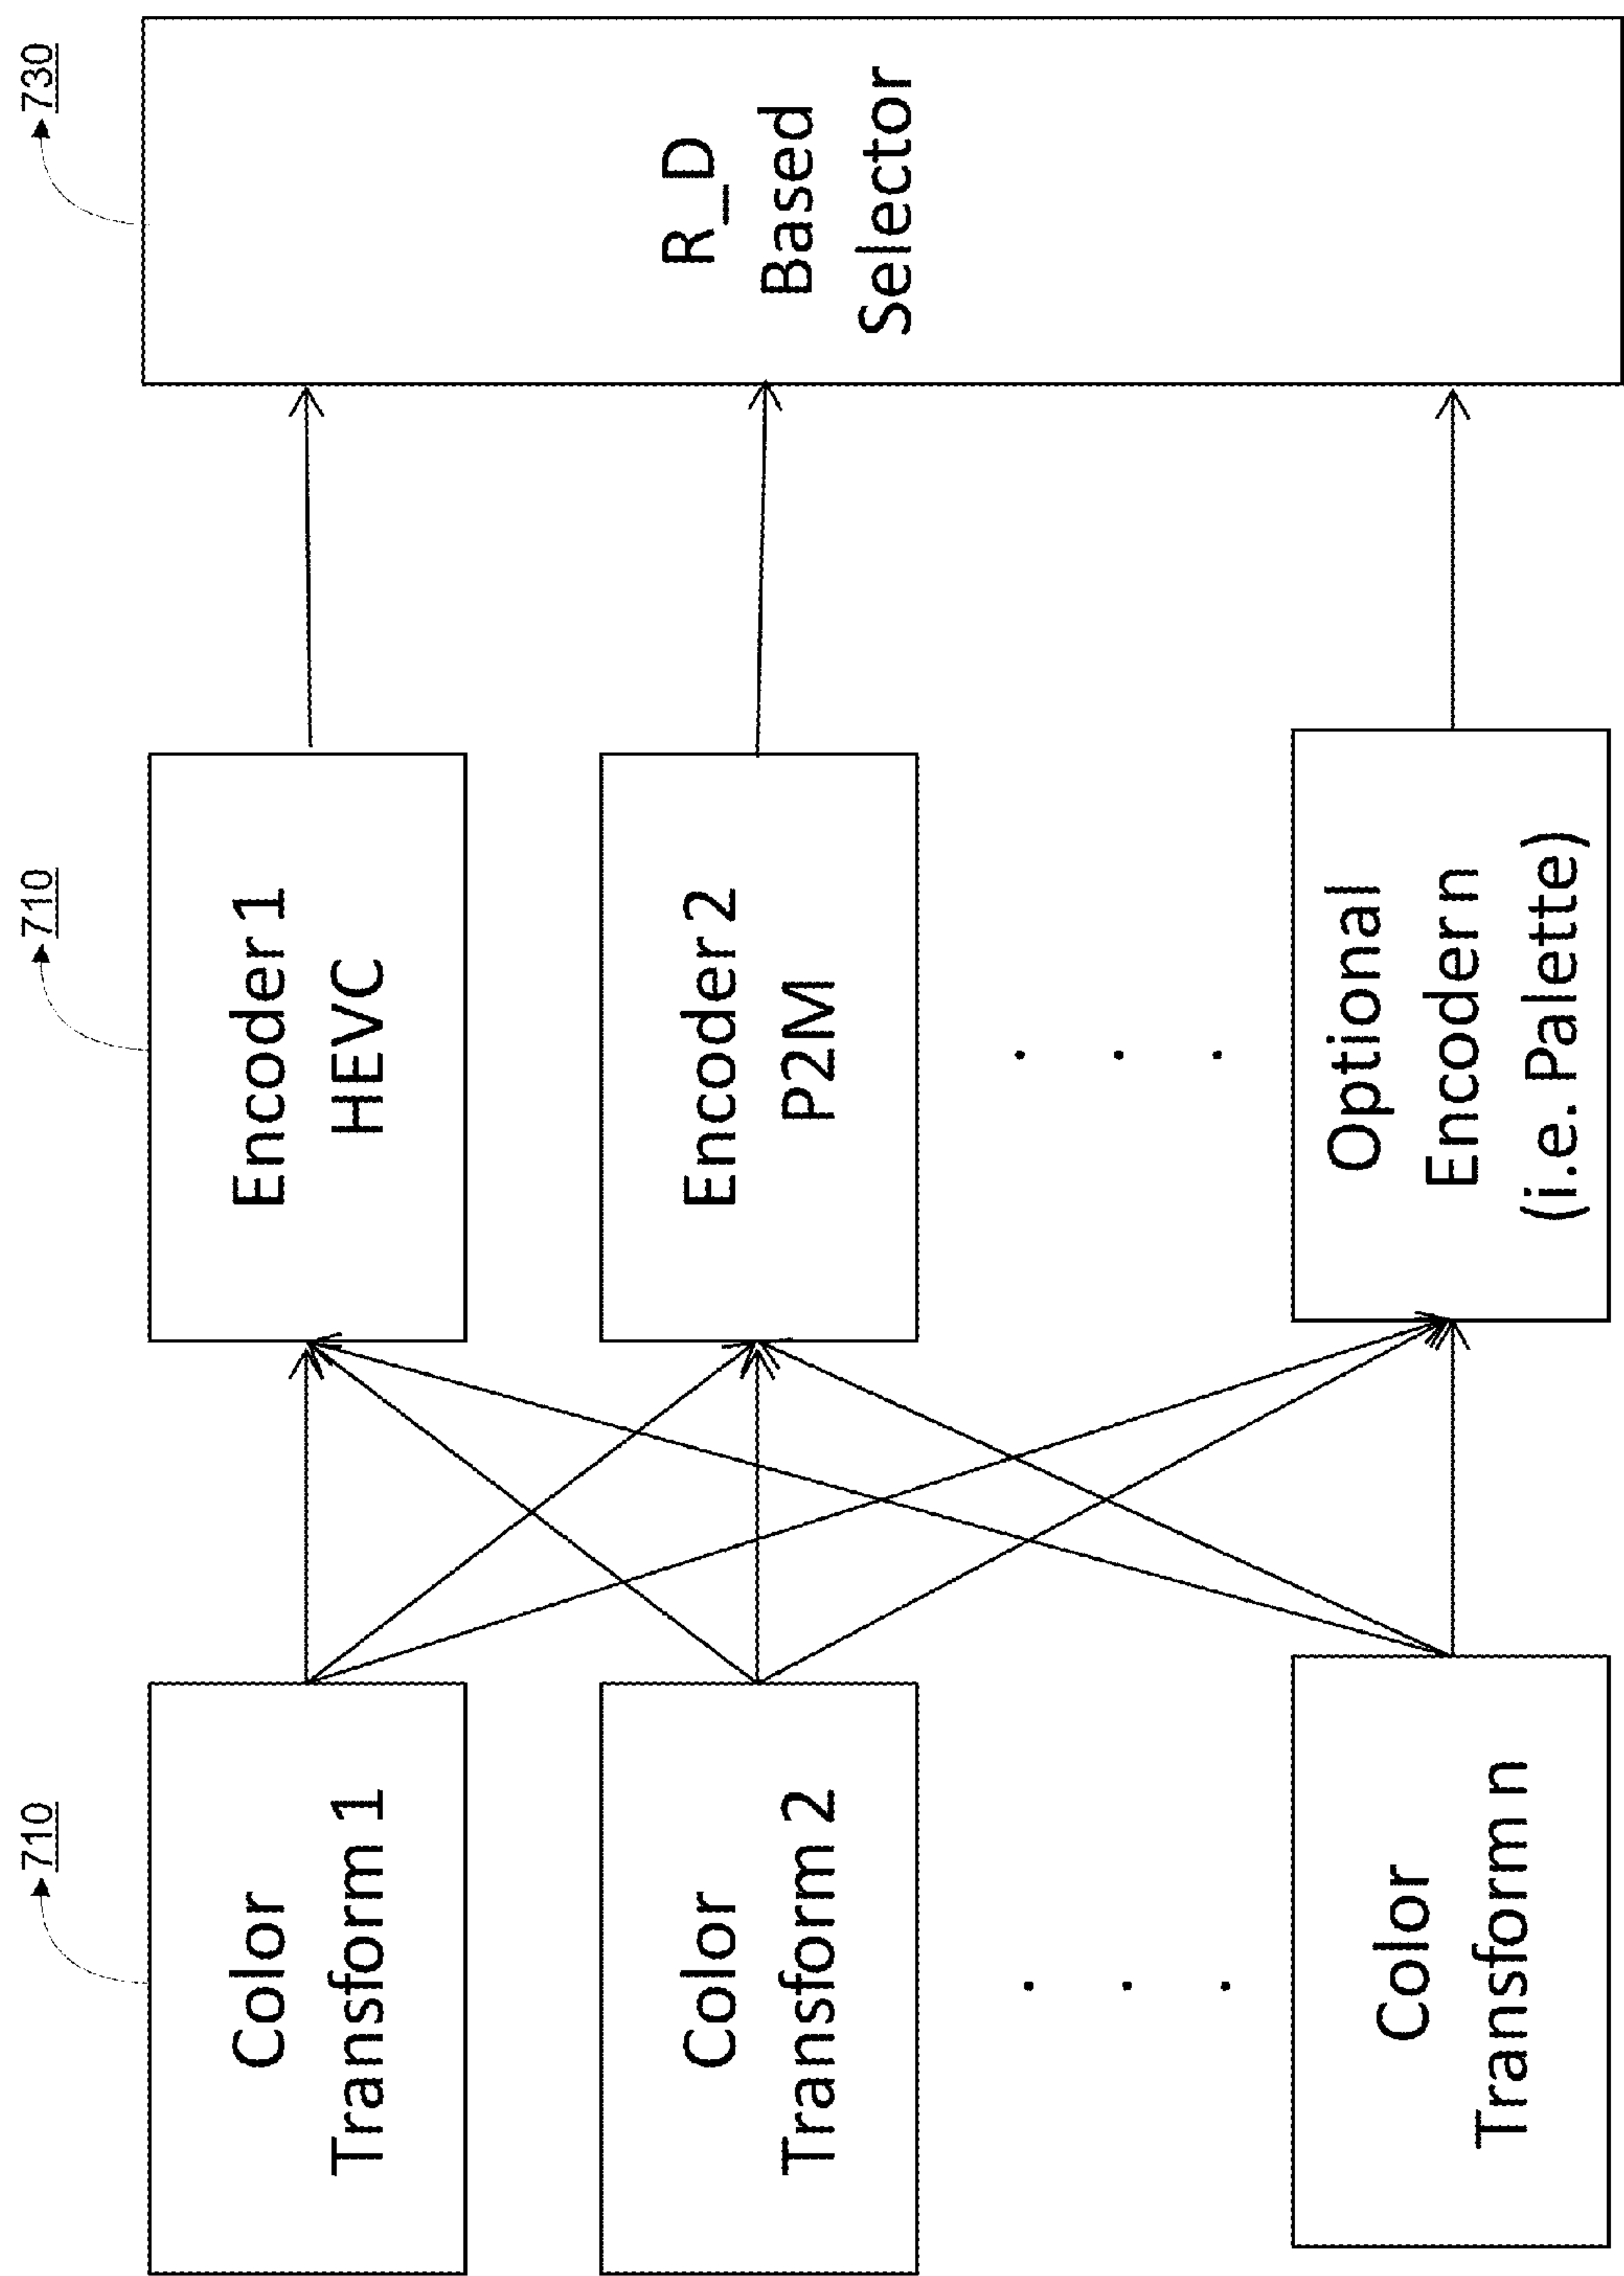 710
710
730
Color
Transform 1
Encoder 1
HEVC
R_D
Based
Selector
Color
Transform 2
Encoder 2
P2M
. . .
. . .
Color
Transform n
Optional
Encoder n
(i.e. Palette)